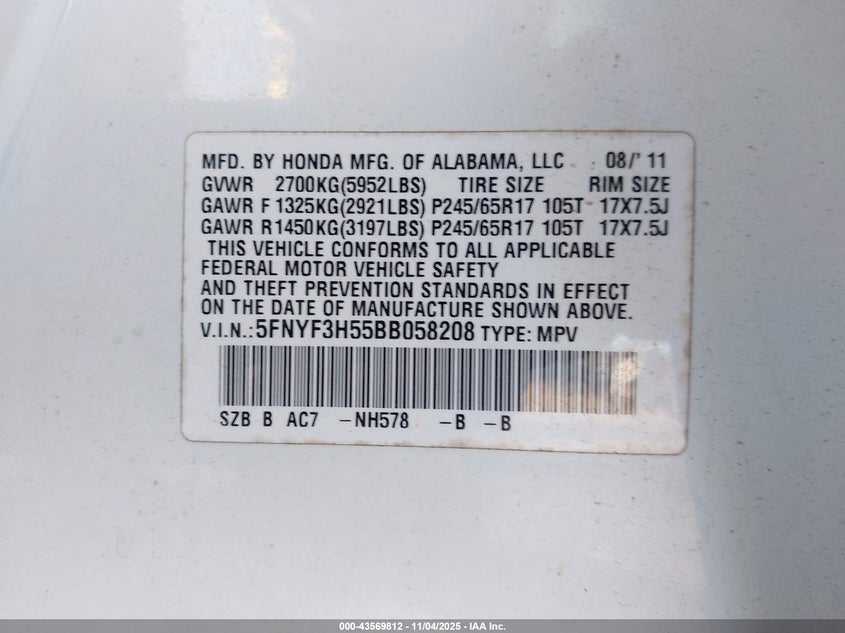 MFD. BY HONDA MFG. OF ALABAMA, LLC 08/' 11
GVWR 2700KG(5952LBS) TIRE SIZE RIM SIZE
GAWR F 1325KG(2921LBS) P245/65R17 105T 17X7.5J
GAWR R1450KG(3197LBS) P245/65R17 105T 17X7.5J
THIS VEHICLE CONFORMS TO ALL APPLICABLE
FEDERAL MOTOR VEHICLE SAFETY
AND THEFT PREVENTION STANDARDS IN EFFECT
ON THE DATE OF MANUFACTURE SHOWN ABOVE.
V.I.N.:5FNYF3H55BB058208 TYPE: MPV
SZB B AC7 -NH578 -B -B
000-43569812 - 11/04/2025 - IAA Inc.